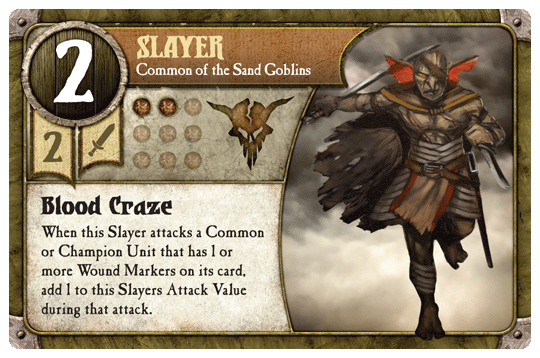 2
SLAYER
Common of the Sand Goblins
2
Blood Craze
When this Slayer attacks a Common
or Champion Unit that has 1 or
more Wound Markers on its card,
add 1 to this Slayers Attack Value
during that attack.